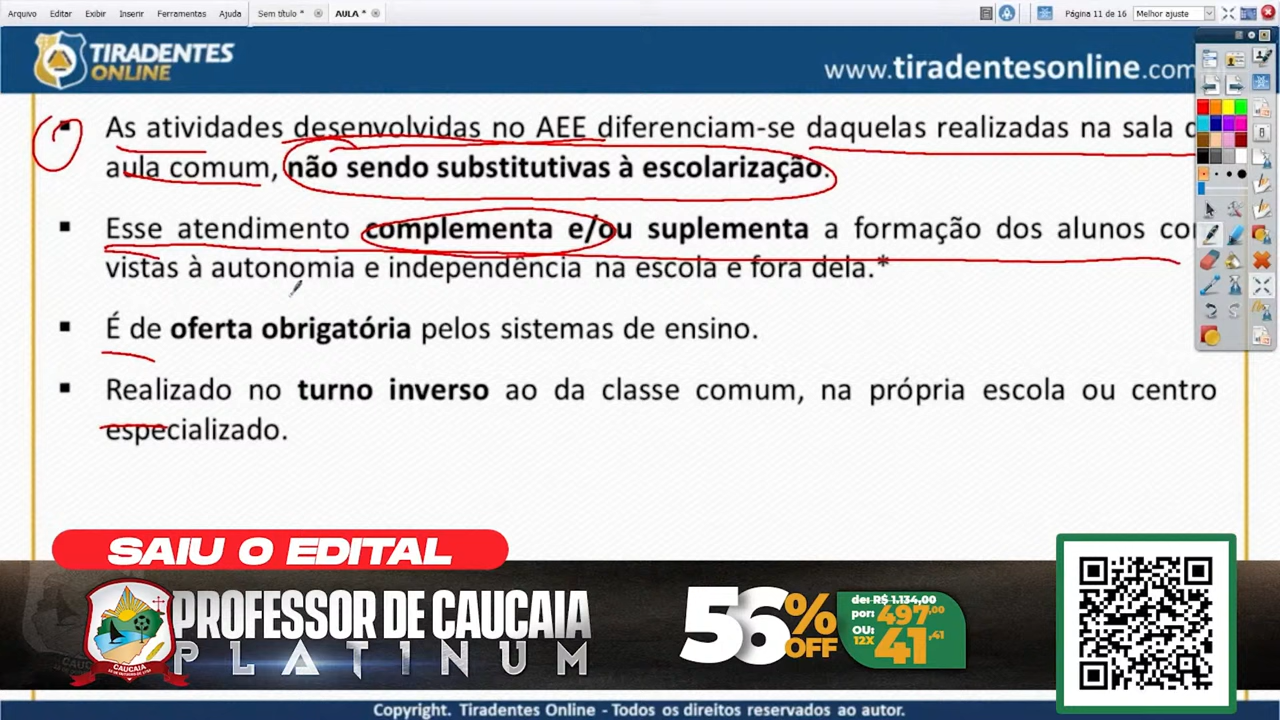 Arquivo Editar Exibir Inserir Ferramentas Ajuda Sem título * AULA * Página 11 de 16 Melhor ajuste
TIRADENTES
ONLINE
www.tiradentesonline.com
As atividades desenvolvidas no AEE diferenciam-se daquelas realizadas na sala
aula comum, não sendo substitutivas à escolarização.
Esse atendimento complementa e/ou suplementa a formação dos alunos
vistas à autonomia e independência na escola e fora dela.*
É de oferta obrigatória pelos sistemas de ensino.
Realizado no turno inverso ao da classe comum, na própria escola ou centro
especializado.
SAIU O EDITAL
PROFESSOR DE CAUCAIA
PLATINUM
CAUCAIA
56% OFF
de: R$ 1.134,00
por: 497,00
OU: 12X 41,41
Copyright. Tiradentes Online - Todos os direitos reservados ao autor.